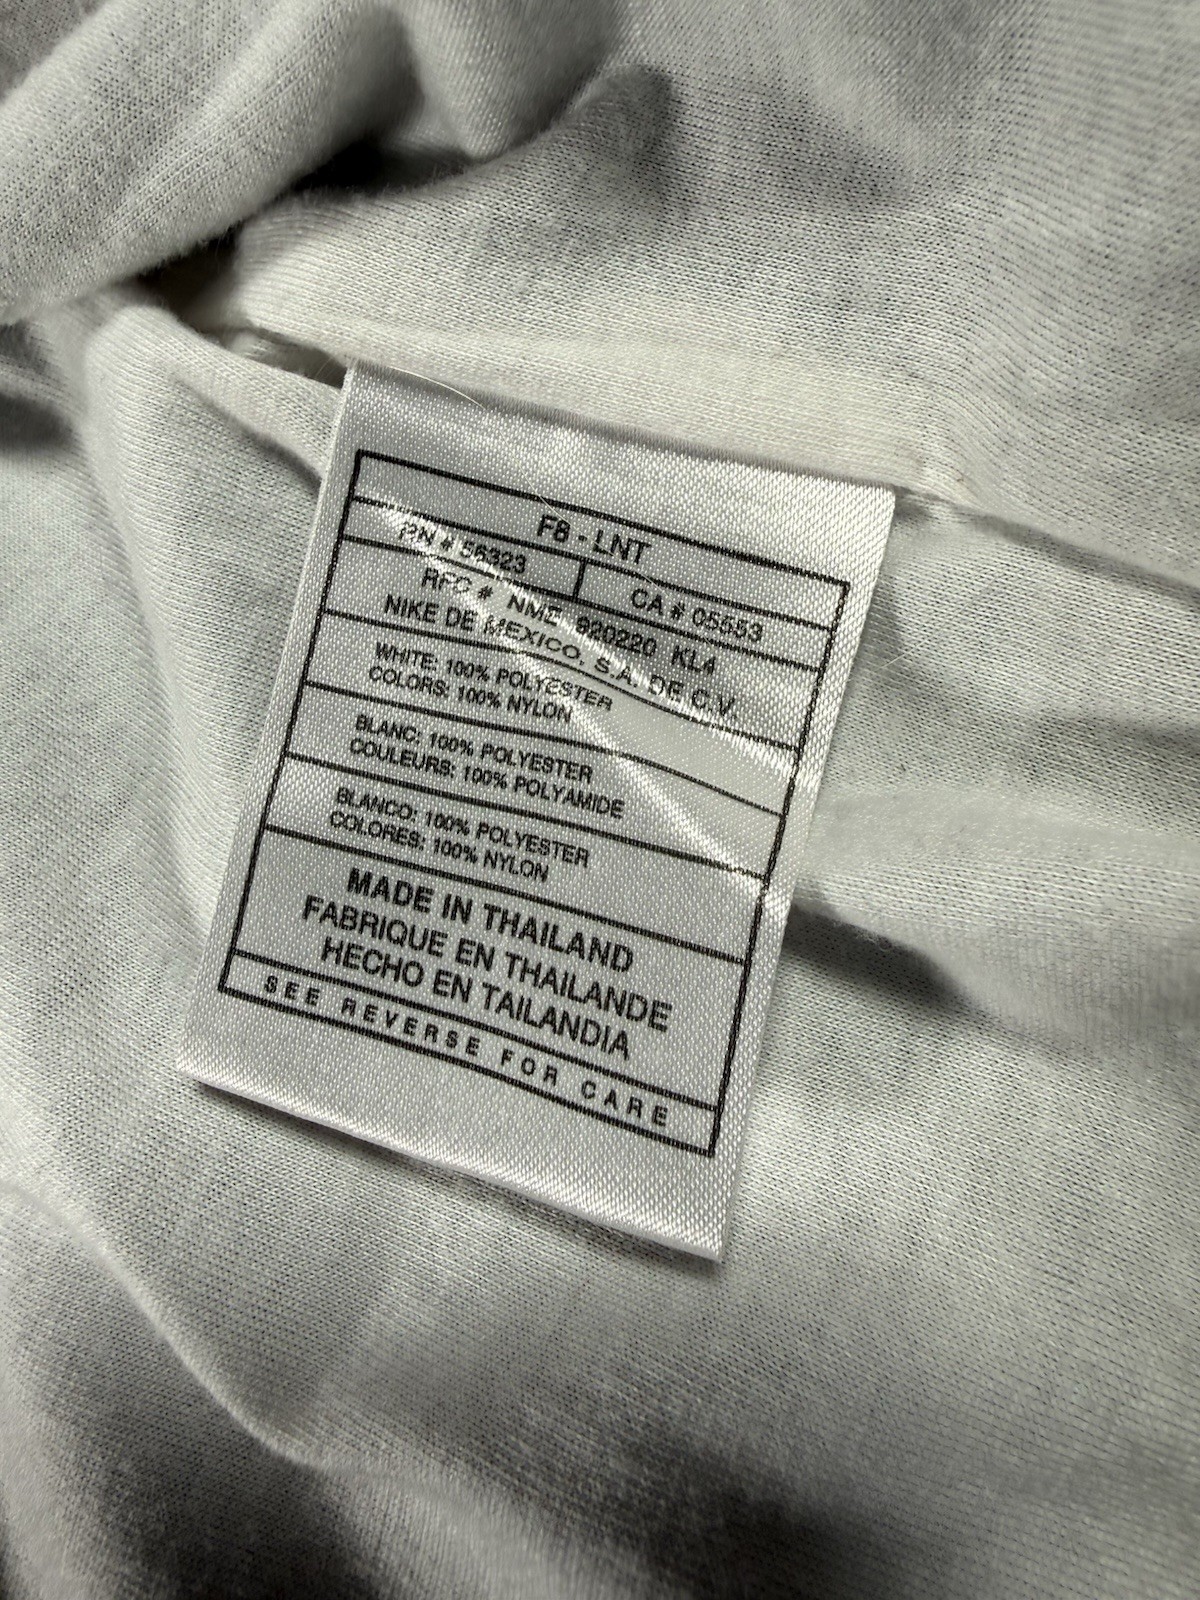 F8 - LNT
RN # 56323
CA # 05553
RFC # NME 920220 KL4
NIKE DE MEXICO, S.A. DE C.V.
WHITE: 100% POLYESTER
COLORS: 100% NYLON
BLANC: 100% POLYESTER
COULEURS: 100% POLYAMIDE
BLANCO: 100% POLYESTER
COLORES: 100% NYLON
MADE IN THAILAND
FABRIQUE EN THAILANDE
HECHO EN TAILANDIA
SEE REVERSE FOR CARE